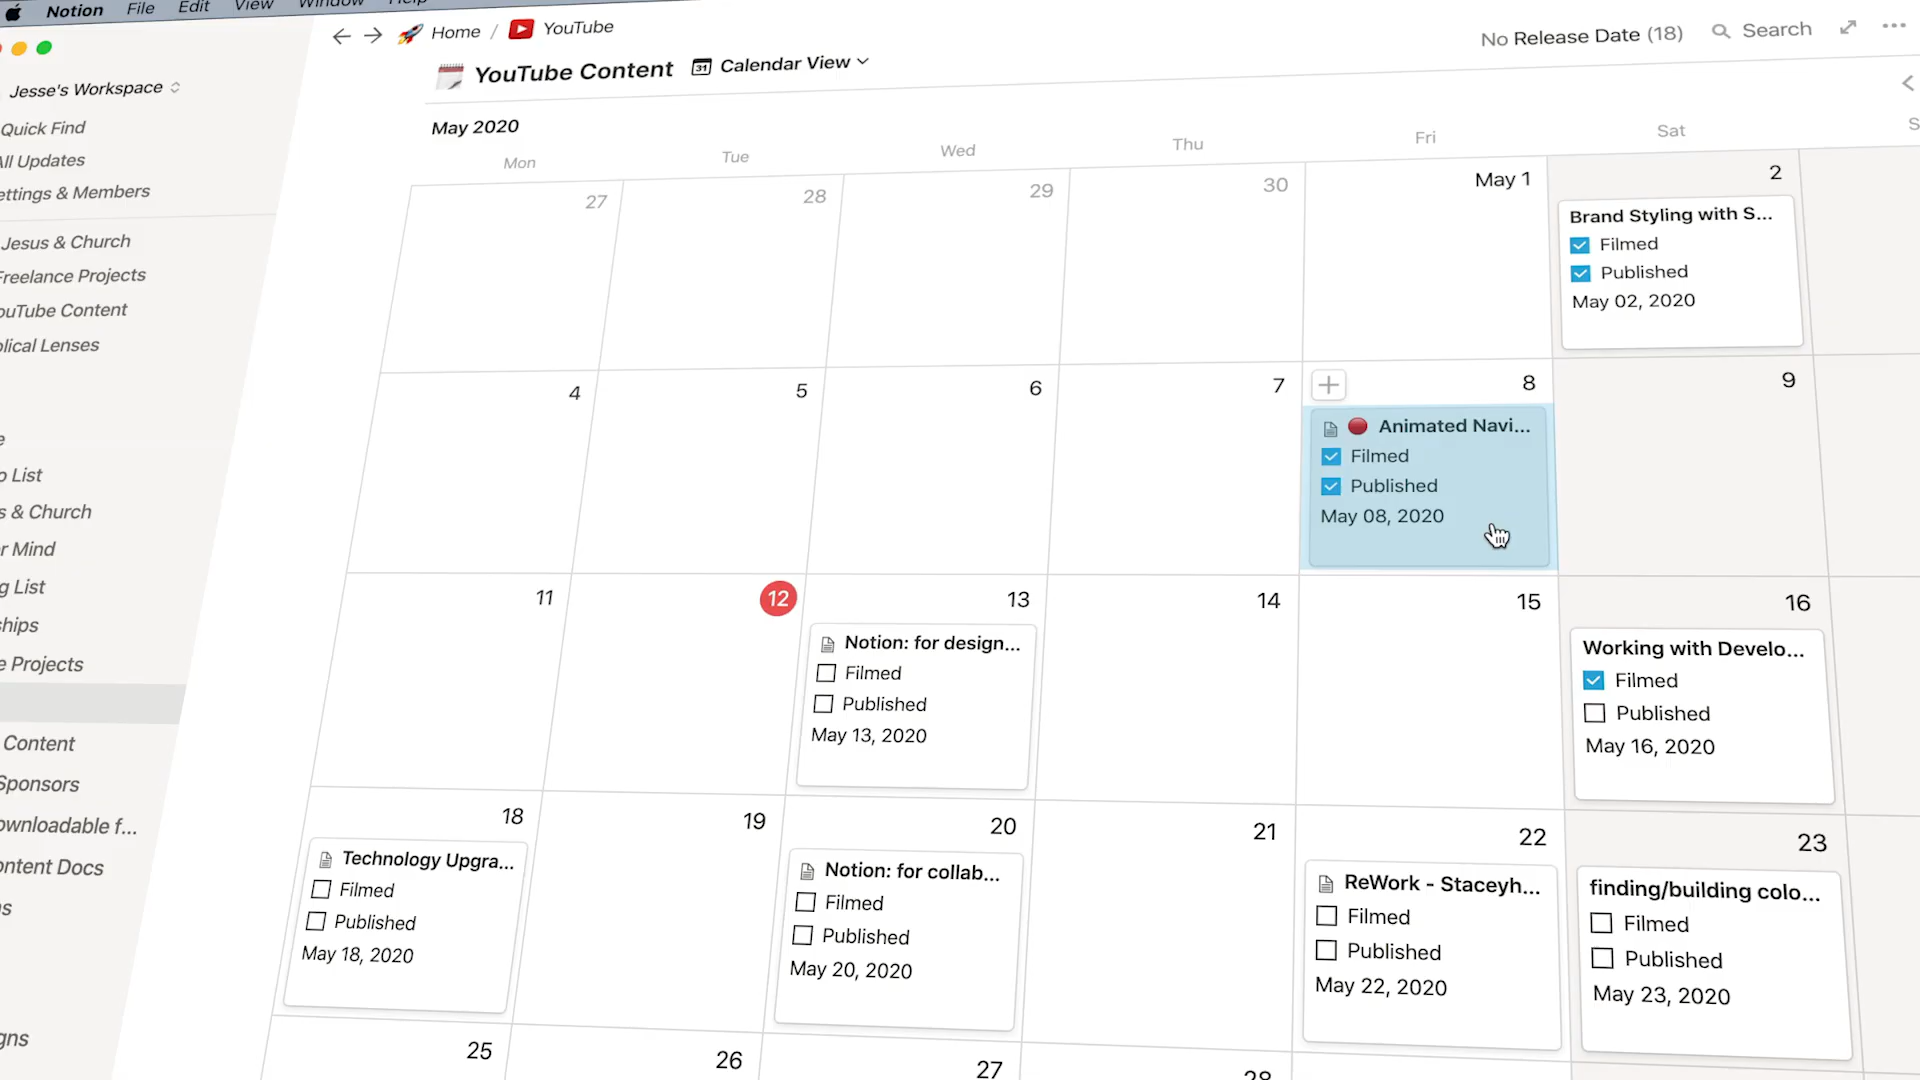 Notion File Edit View Window Help
Jesse's Workspace
Quick Find
All Updates
ettings & Members
Jesus & Church
Freelance Projects
ouTube Content
olical Lenses
e
o List
s & Church
r Mind
g List
ships
e Projects
Content
Sponsors
ownloadable f...
ontent Docs
ns
gns
Home / YouTube
No Release Date (18) Search
YouTube Content 31 Calendar View
May 2020
Mon Tue Wed Thu Fri Sat S
27 28 29 30 May 1 2
Brand Styling with S...
Filmed
Published
May 02, 2020
4 5 6 7 8 9
Animated Navi...
Filmed
Published
May 08, 2020
11 12 13 14 15 16
Notion: for design...
Filmed
Published
May 13, 2020
Working with Develo...
Filmed
Published
May 16, 2020
18 19 20 21 22 23
Technology Upgra...
Filmed
Published
May 18, 2020
Notion: for collab...
Filmed
Published
May 20, 2020
ReWork - Staceyh...
Filmed
Published
May 22, 2020
finding/building colo...
Filmed
Published
May 23, 2020
25 26 27 28